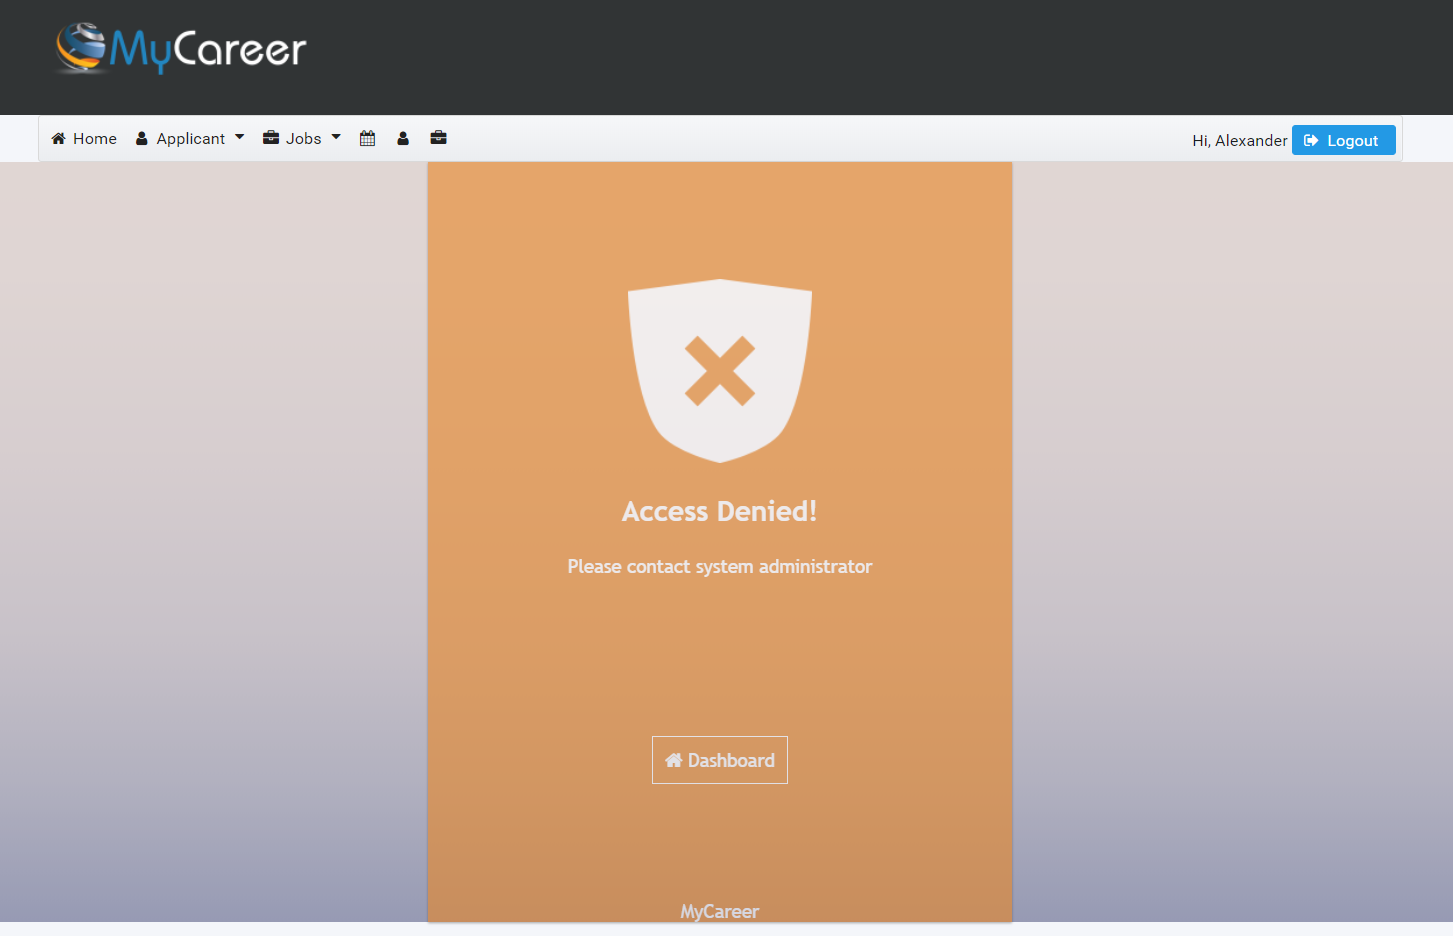 MyCareer
Home Applicant Jobs Hi, Alexander Logout
Access Denied!
Please contact system administrator
Dashboard
MyCareer